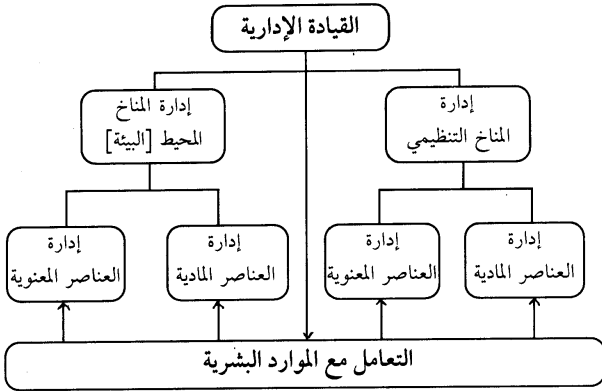 القيادة الإدارية
إدارة
المناخ التنظيمي
إدارة المناخ
المحيط [البيئة]
إدارة
العناصر المادية
إدارة
العناصر المعنوية
إدارة
العناصر المادية
إدارة
العناصر المعنوية
التعامل مع الموارد البشرية